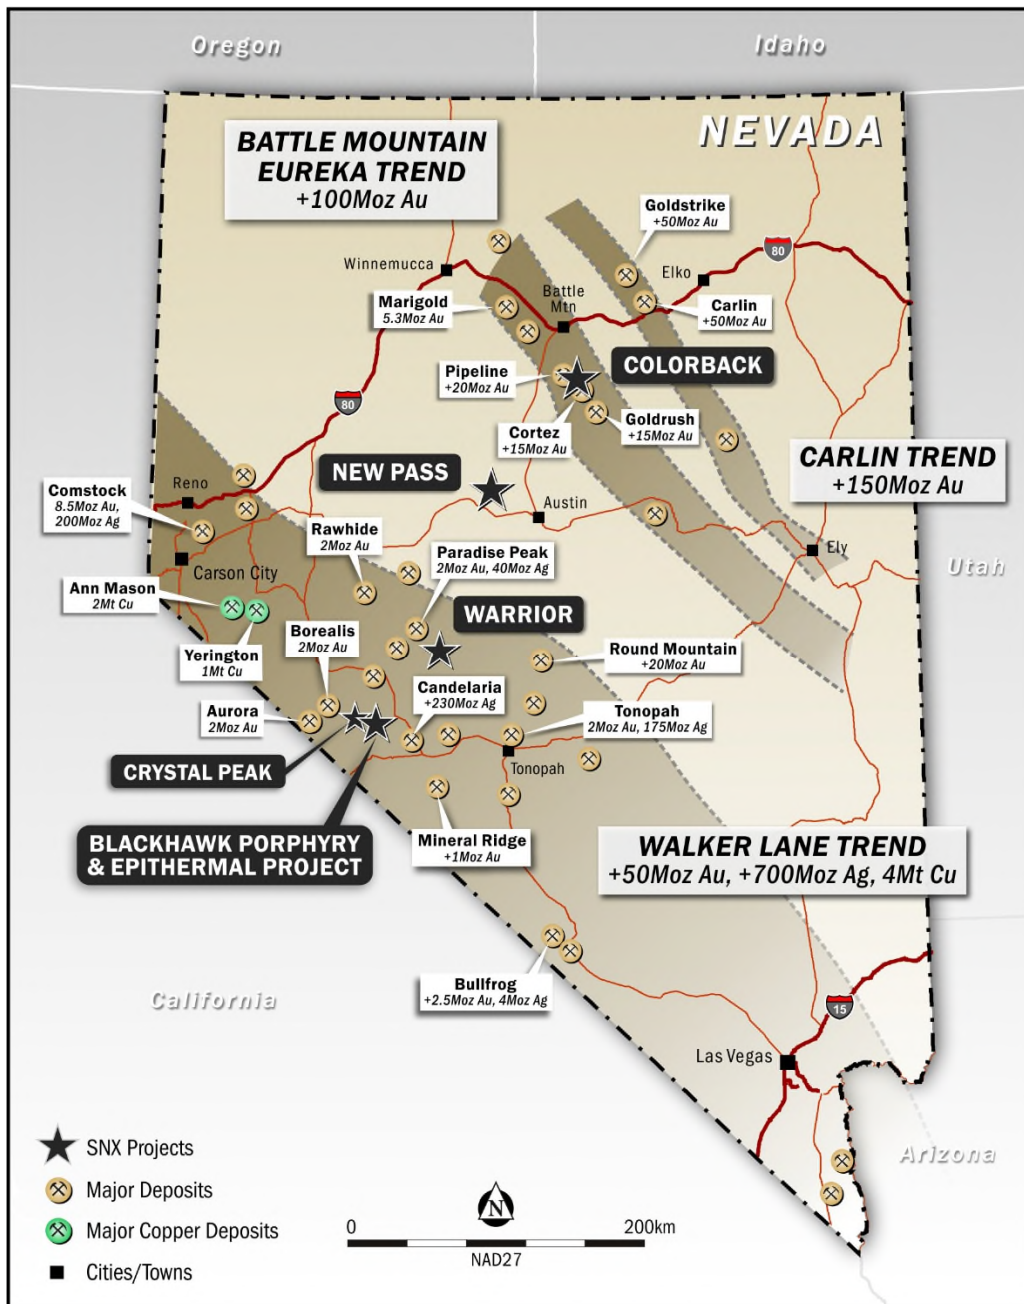 Oregon
Idaho
NEVADA
BATTLE MOUNTAIN
EUREKA TREND
+100Moz Au
Goldstrike
+50Moz Au
80
Winnemucca
Elko
Battle
Mtn
Marigold
5.3Moz Au
Carlin
+50Moz Au
Pipeline
+20Moz Au
COLORBACK
80
Cortez
+15Moz Au
Goldrush
+15Moz Au
CARLIN TREND
+150Moz Au
NEW PASS
Reno
Comstock
8.5Moz Au,
200Moz Ag
Austin
Rawhide
2Moz Au
Paradise Peak
2Moz Au, 40Moz Ag
Ely
Utah
Carson City
Ann Mason
2Mt Cu
WARRIOR
Yerington
1Mt Cu
Borealis
2Moz Au
Round Mountain
+20Moz Au
Candelaria
+230Moz Ag
Aurora
2Moz Au
Tonopah
2Moz Au, 175Moz Ag
CRYSTAL PEAK
Tonopah
BLACKHAWK PORPHYRY
& EPITHERMAL PROJECT
Mineral Ridge
+1Moz Au
WALKER LANE TREND
+50Moz Au, +700Moz Ag, 4Mt Cu
Bullfrog
+2.5Moz Au, 4Moz Ag
California
15
Las Vegas
Arizona
SNX Projects
Major Deposits
Major Copper Deposits
Cities/Towns
N
0 200km
NAD27